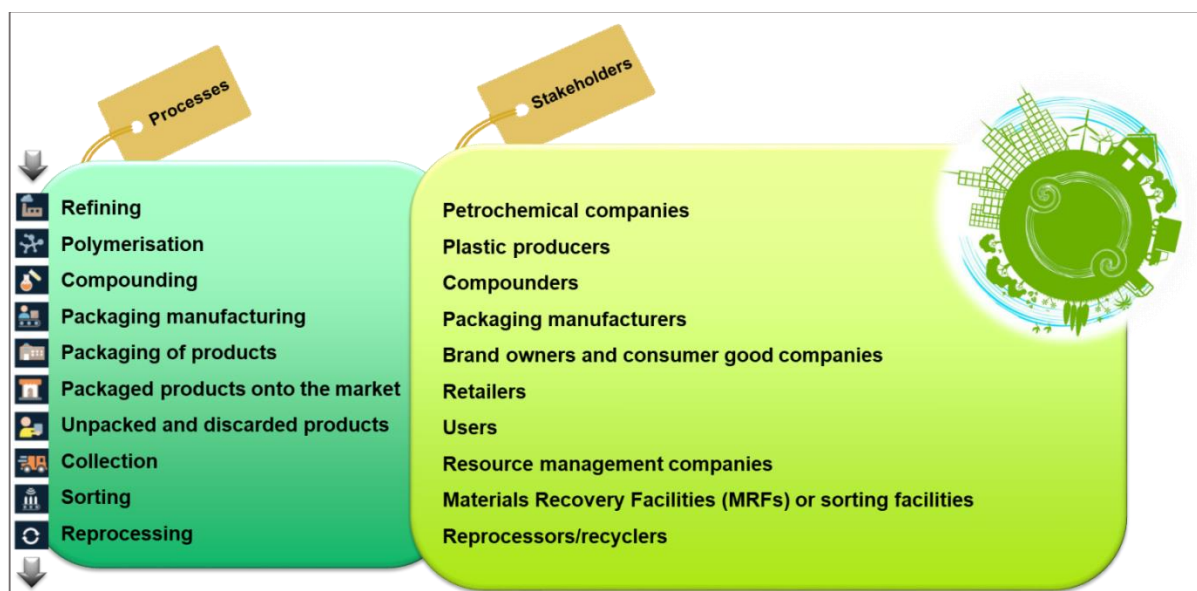 Processes
Stakeholders
Refining
Polymerisation
Compounding
Packaging manufacturing
Packaging of products
Packaged products onto the market
Unpacked and discarded products
Collection
Sorting
Reprocessing
Petrochemical companies
Plastic producers
Compounders
Packaging manufacturers
Brand owners and consumer good companies
Retailers
Users
Resource management companies
Materials Recovery Facilities (MRFs) or sorting facilities
Reprocessors/recyclers